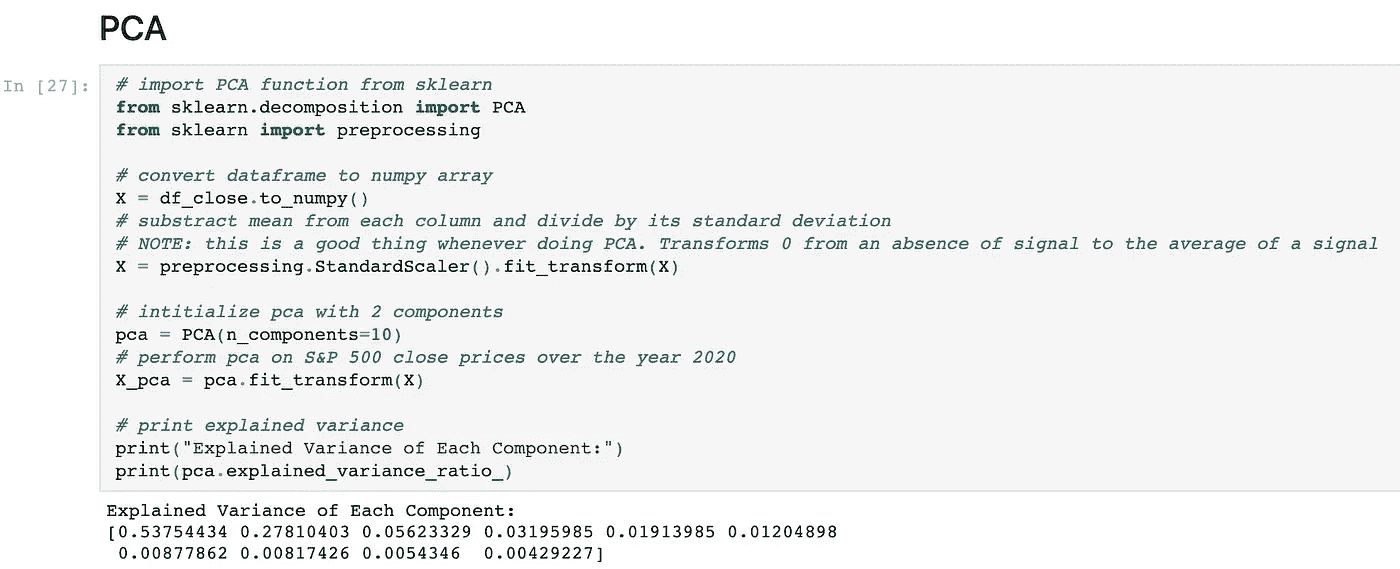 PCA
In [27]:
# import PCA function from sklearn
from sklearn.decomposition import PCA
from sklearn import preprocessing
# convert dataframe to numpy array
X = df_close.to_numpy()
# substract mean from each column and divide by its standard deviation
# NOTE: this is a good thing whenever doing PCA. Transforms 0 from an absence of signal to the average of a signal
X = preprocessing.StandardScaler().fit_transform(X)
# intitialize pca with 2 components
pca = PCA(n_components=10)
# perform pca on S&P 500 close prices over the year 2020
X_pca = pca.fit_transform(X)
# print explained variance
print("Explained Variance of Each Component:")
print(pca.explained_variance_ratio_)
Explained Variance of Each Component:
[0.53754434 0.27810403 0.05623329 0.03195985 0.01913985 0.01204898
 0.00877862 0.00817426 0.0054346  0.00429227]